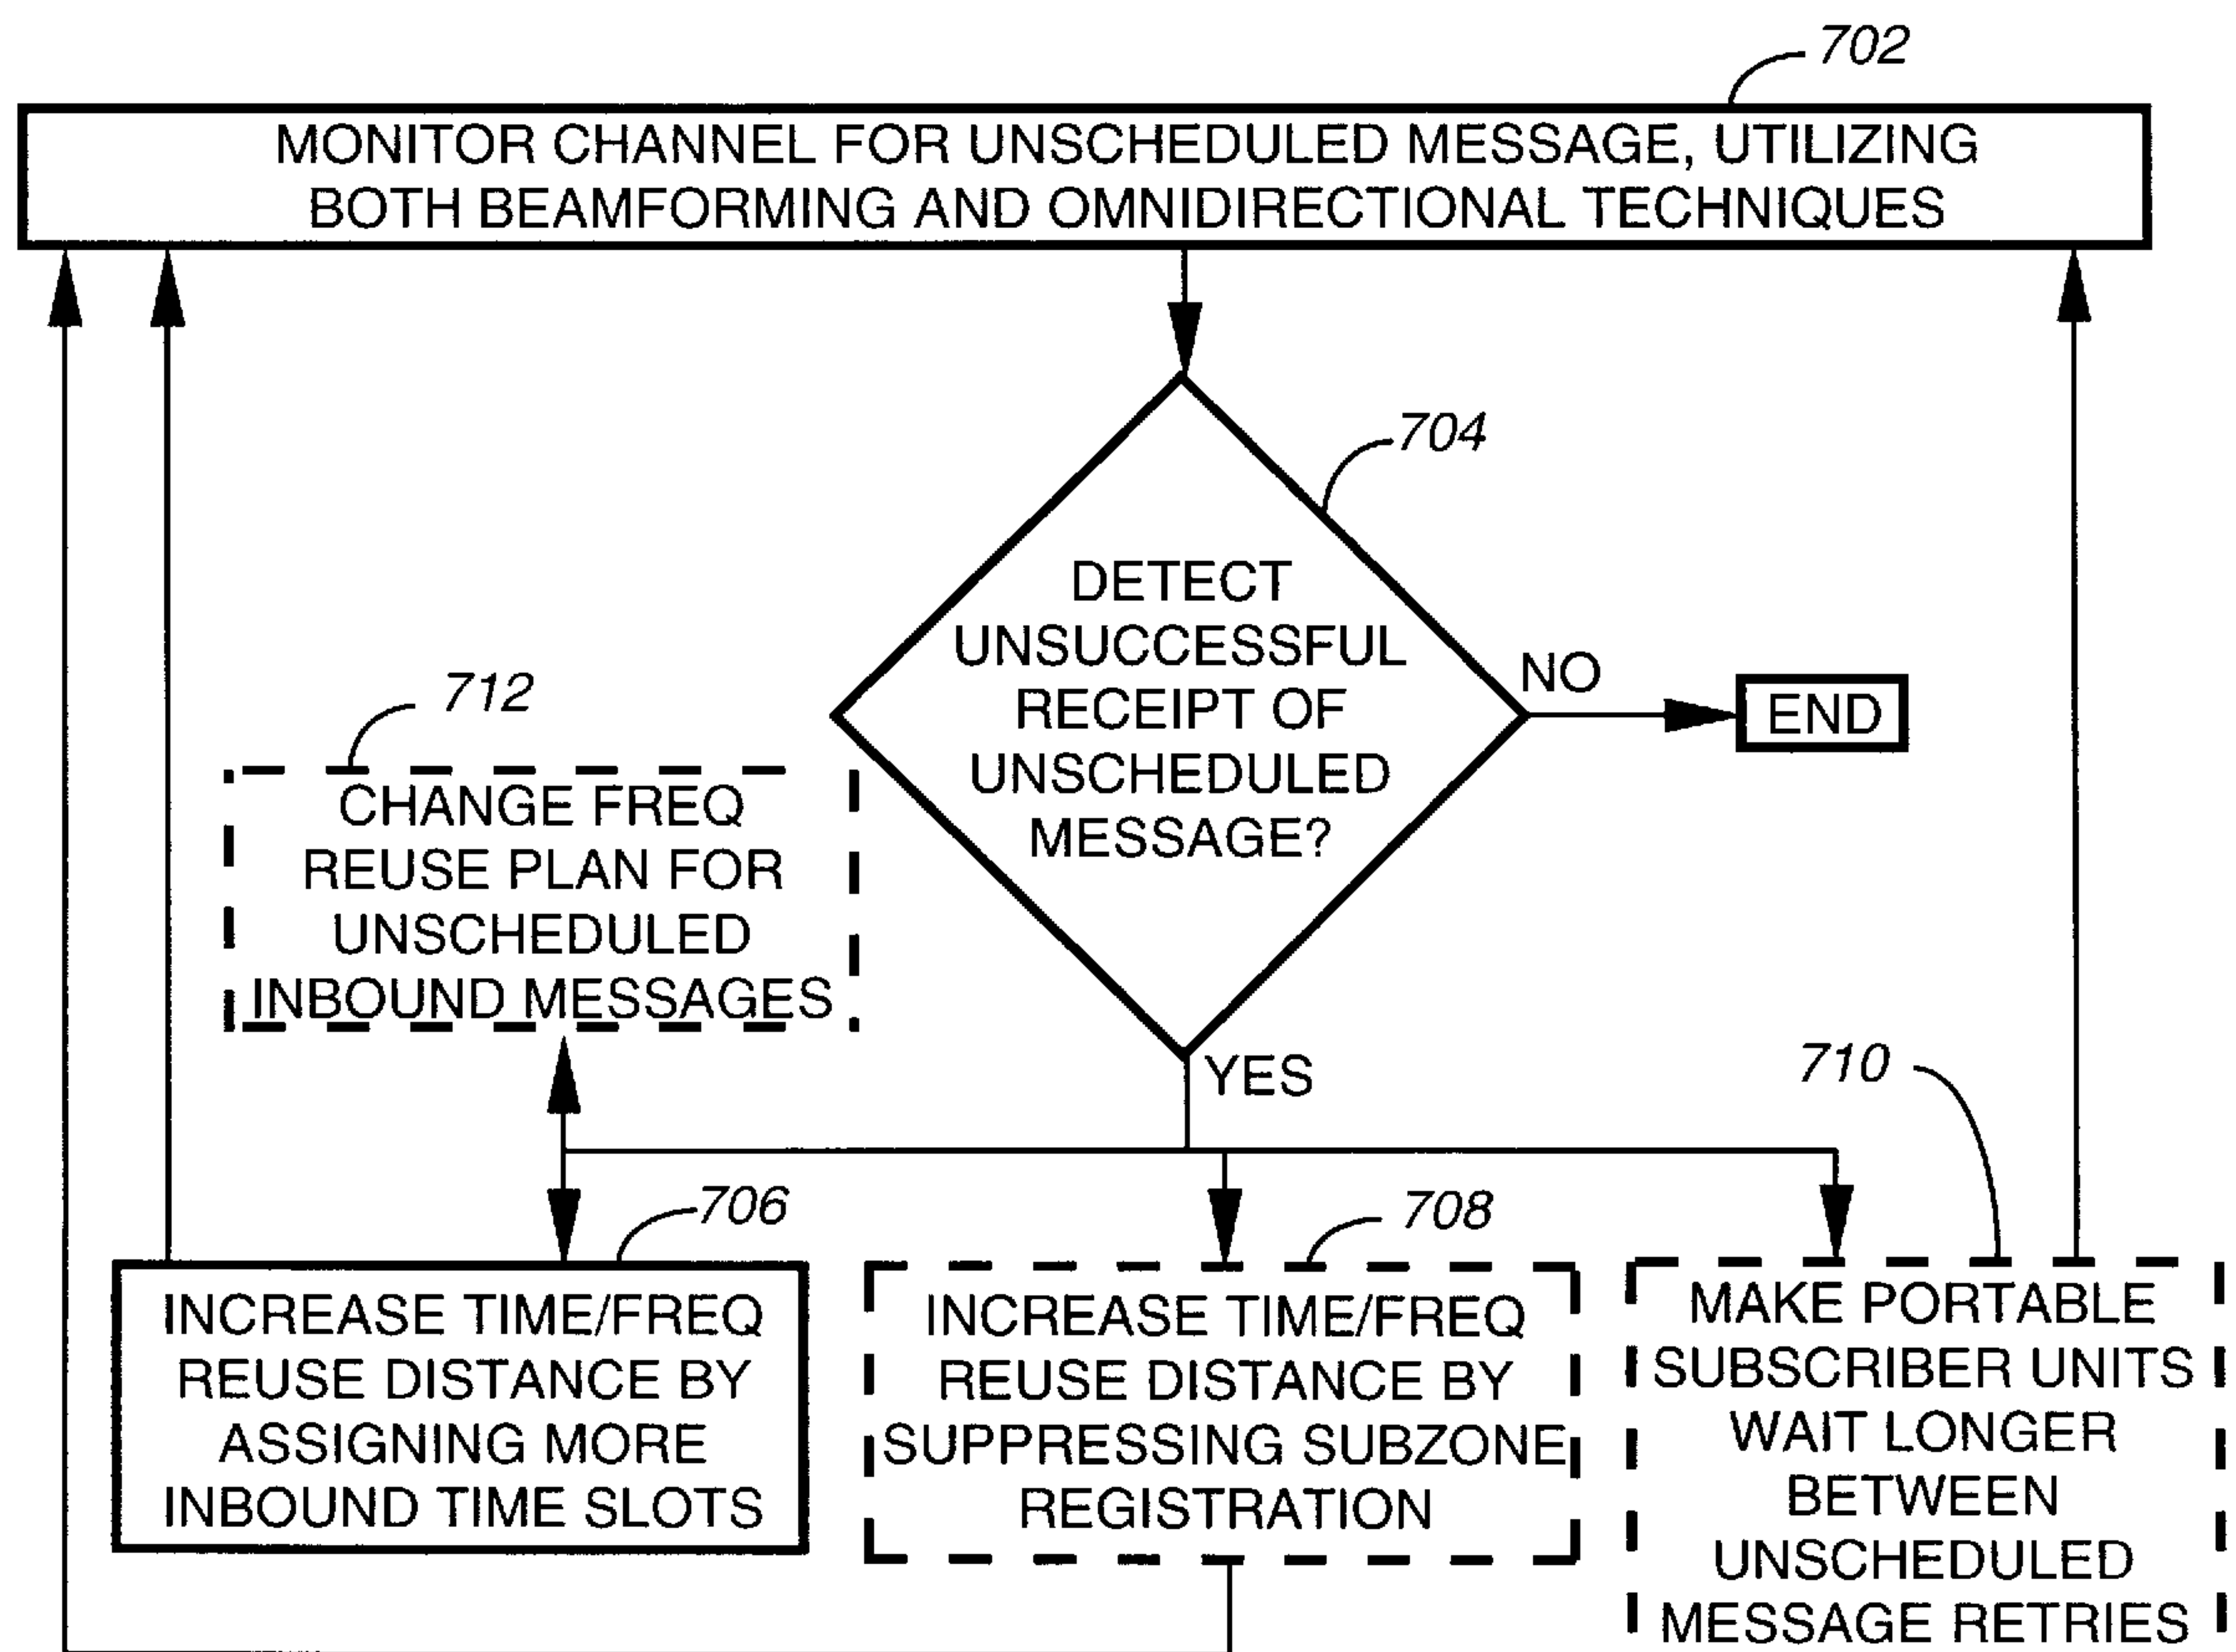 702
MONITOR CHANNEL FOR UNSCHEDULED MESSAGE, UTILIZING
BOTH BEAMFORMING AND OMNIDIRECTIONAL TECHNIQUES
704
DETECT
UNSUCCESSFUL
RECEIPT OF
UNSCHEDULED
MESSAGE?
NO
END
712
CHANGE FREQ
REUSE PLAN FOR
UNSCHEDULED
INBOUND MESSAGES
YES
706
INCREASE TIME/FREQ
REUSE DISTANCE BY
ASSIGNING MORE
INBOUND TIME SLOTS
708
INCREASE TIME/FREQ
REUSE DISTANCE BY
SUPPRESSING SUBZONE
REGISTRATION
710
MAKE PORTABLE
SUBSCRIBER UNITS
WAIT LONGER
BETWEEN
UNSCHEDULED
MESSAGE RETRIES